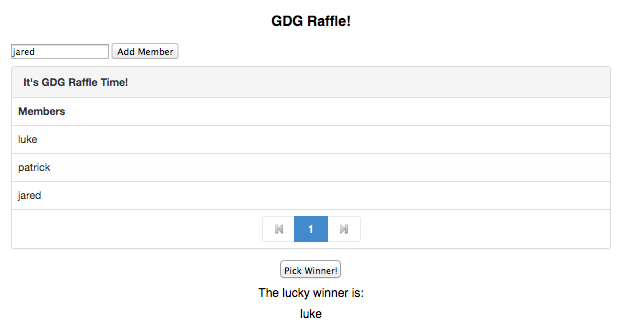 GDG Raffle!
jared Add Member
It's GDG Raffle Time!
Members
luke
patrick
jared
1
Pick Winner!
The lucky winner is:
luke